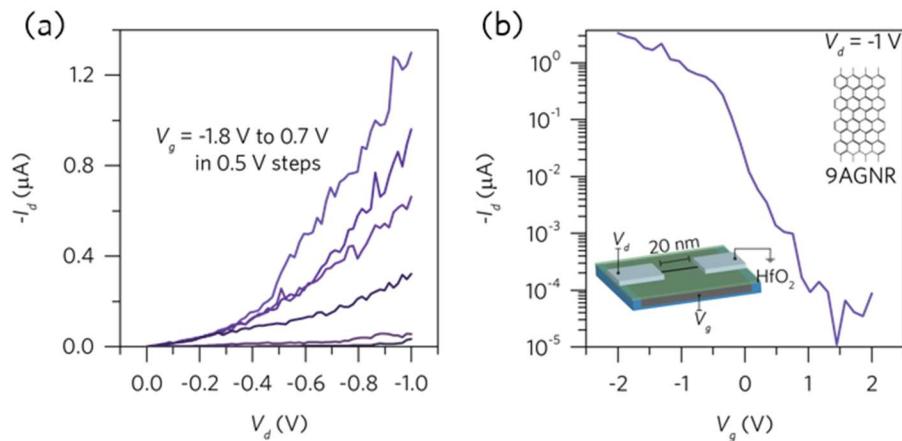 (a)
1.2
0.8
0.4
0.0
-I_d (μA)
V_g = -1.8 V to 0.7 V
in 0.5 V steps
0.0 -0.2 -0.4 -0.6 -0.8 -1.0
V_d (V)
(b)
10^0
10^-1
10^-2
10^-3
10^-4
10^-5
-I_d (μA)
V_d = -1 V
9AGNR
V_d
20 nm
HfO_2
V_g
-2 -1 0 1 2
V_g (V)